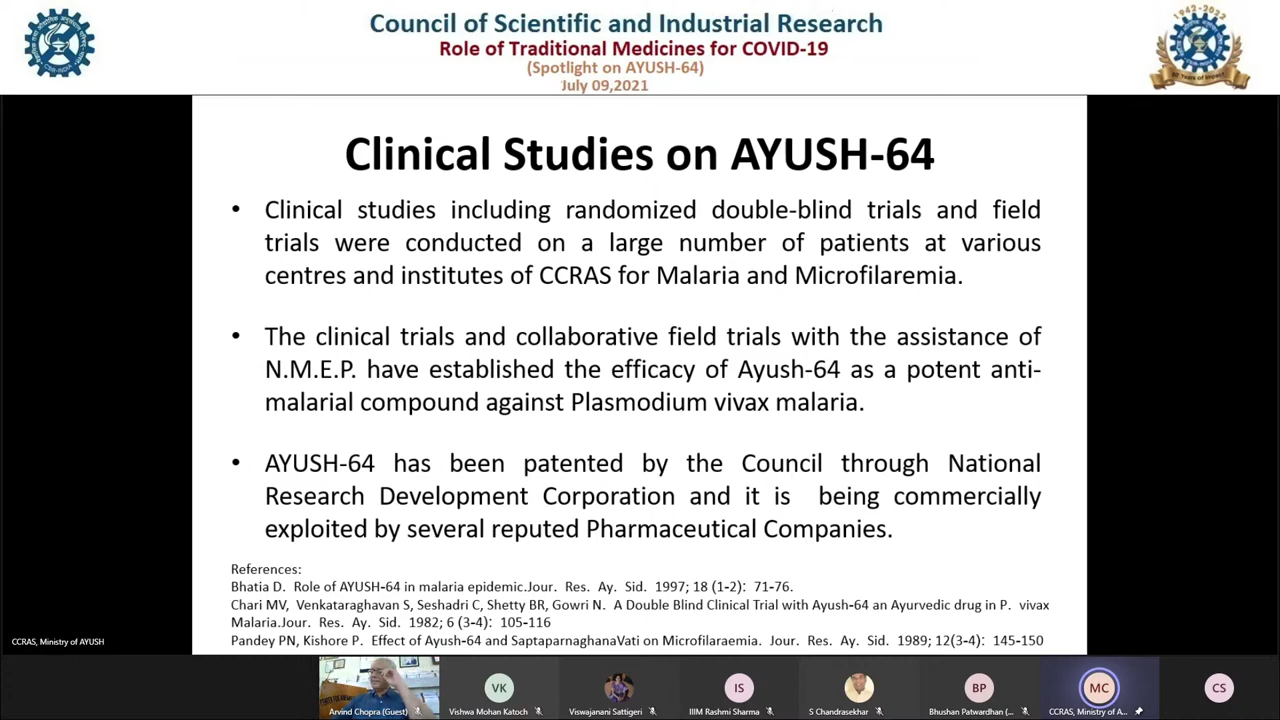 Council of Scientific and Industrial Research
Role of Traditional Medicines for COVID-19
(Spotlight on AYUSH-64)
July 09,2021
1942-2022
Clinical Studies on AYUSH-64
• Clinical studies including randomized double-blind trials and field
trials were conducted on a large number of patients at various
centres and institutes of CCRAS for Malaria and Microfilaremia.
• The clinical trials and collaborative field trials with the assistance of
N.M.E.P. have established the efficacy of Ayush-64 as a potent anti-
malarial compound against Plasmodium vivax malaria.
• AYUSH-64 has been patented by the Council through National
Research Development Corporation and it is being commercially
exploited by several reputed Pharmaceutical Companies.
References:
Bhatia D. Role of AYUSH-64 in malaria epidemic.Jour. Res. Ay. Sid. 1997; 18 (1-2): 71-76.
Chari MV, Venkataraghavan S, Seshadri C, Shetty BR, Gowri N. A Double Blind Clinical Trial with Ayush-64 an Ayurvedic drug in P. vivax
Malaria.Jour. Res. Ay. Sid. 1982; 6 (3-4): 105-116
Pandey PN, Kishore P. Effect of Ayush-64 and SaptaparnaghanaVati on Microfilaraemia. Jour. Res. Ay. Sid. 1989; 12(3-4): 145-150
CCRAS, Ministry of AYUSH
VK
IS
BP
MC
CS
Arvind Chopra (Guest)
Vishwa Mohan Katoch
Viswajanani Sattigeri
IIIM Rashmi Sharma
S Chandrasekhar
Bhushan Patwardhan (...
CCRAS, Ministry of A...